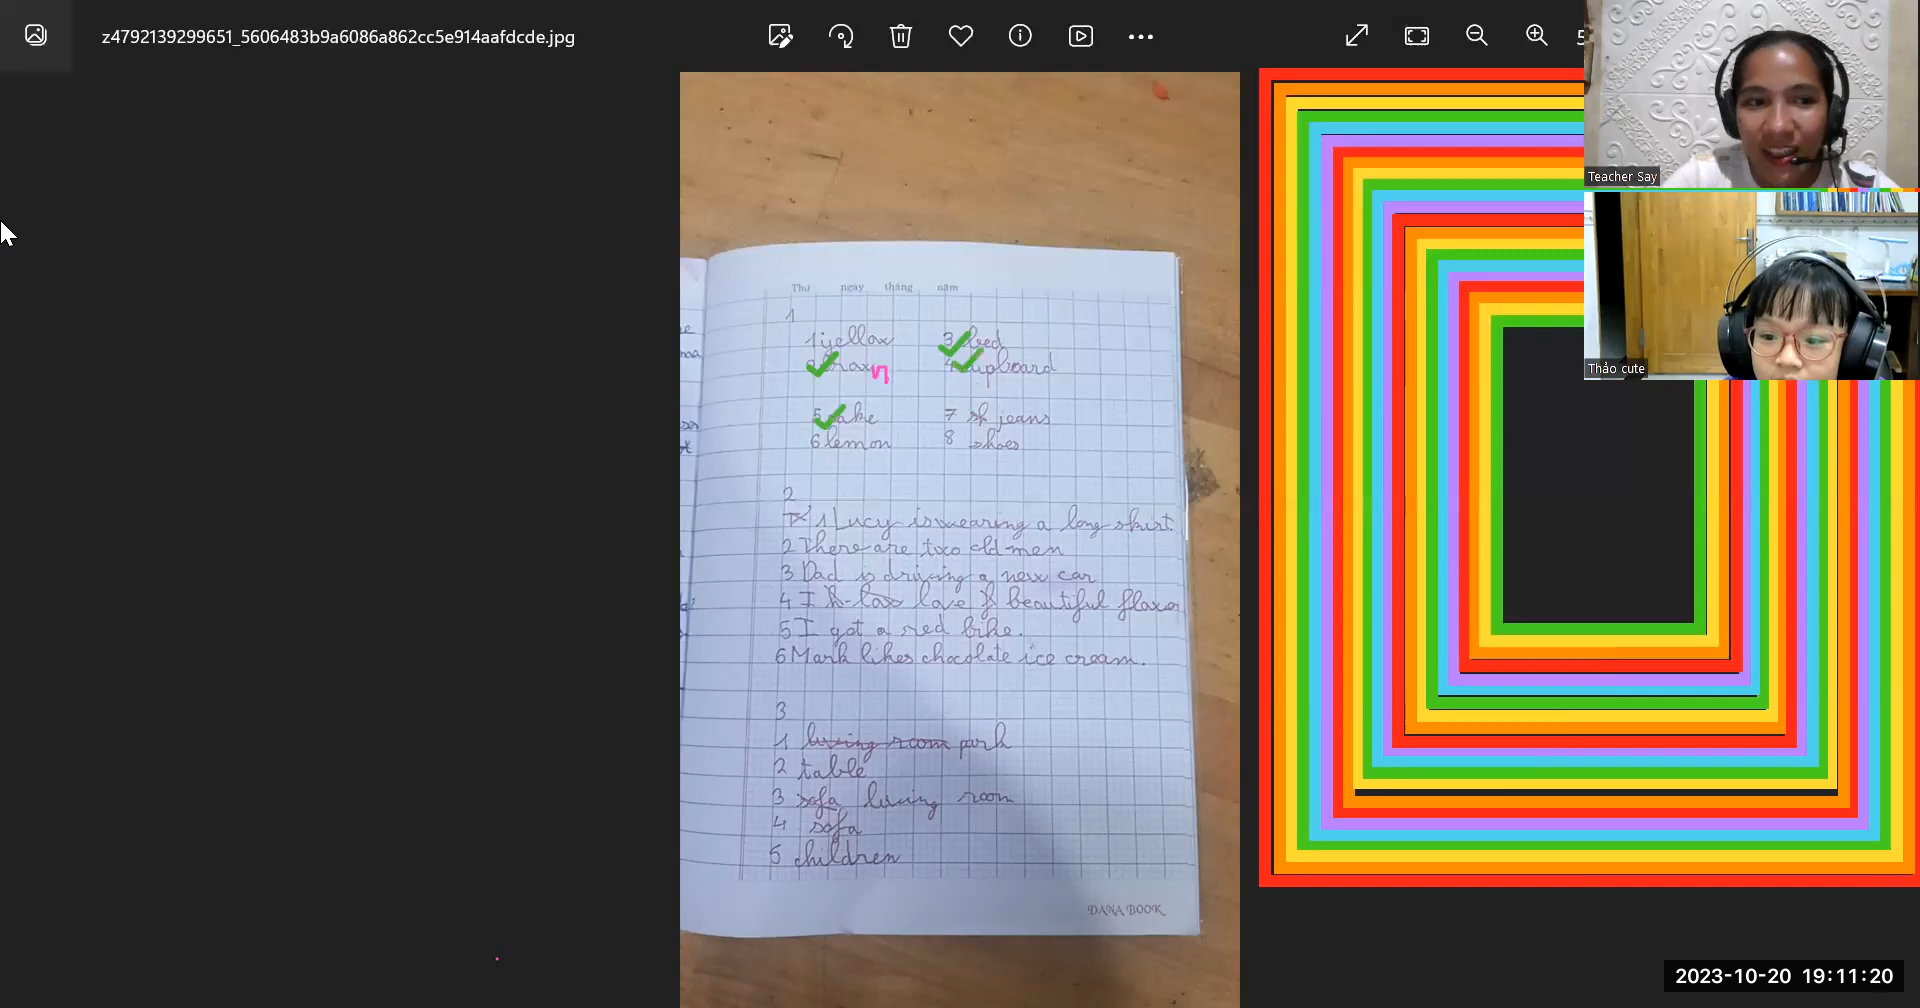 z4792139299651_5606483b9a6086a862cc5e914aafdcde.jpg
Teacher Say
Thảo cute
Thứ ngày tháng năm
1
1 yellow 3 bed
n 4 cupboard
5 cake 7 jeans
6 lemon 8 shoes
2
1 Lucy is wearing a long skirt.
2 There are two old men
3 Dad is driving a new car
4 I love beautiful
5 I got a red bike.
6 Mark likes chocolate ice cream.
3
1 living room park
2 table
3 sofa living room
4 sofa
5 children
DANA BOOK
2023-10-20 19:11:20